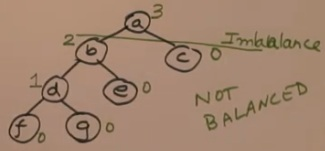 a 3
2 b Imbalance
c 0
1 d e 0
NOT
BALANCED
f 0 g 0